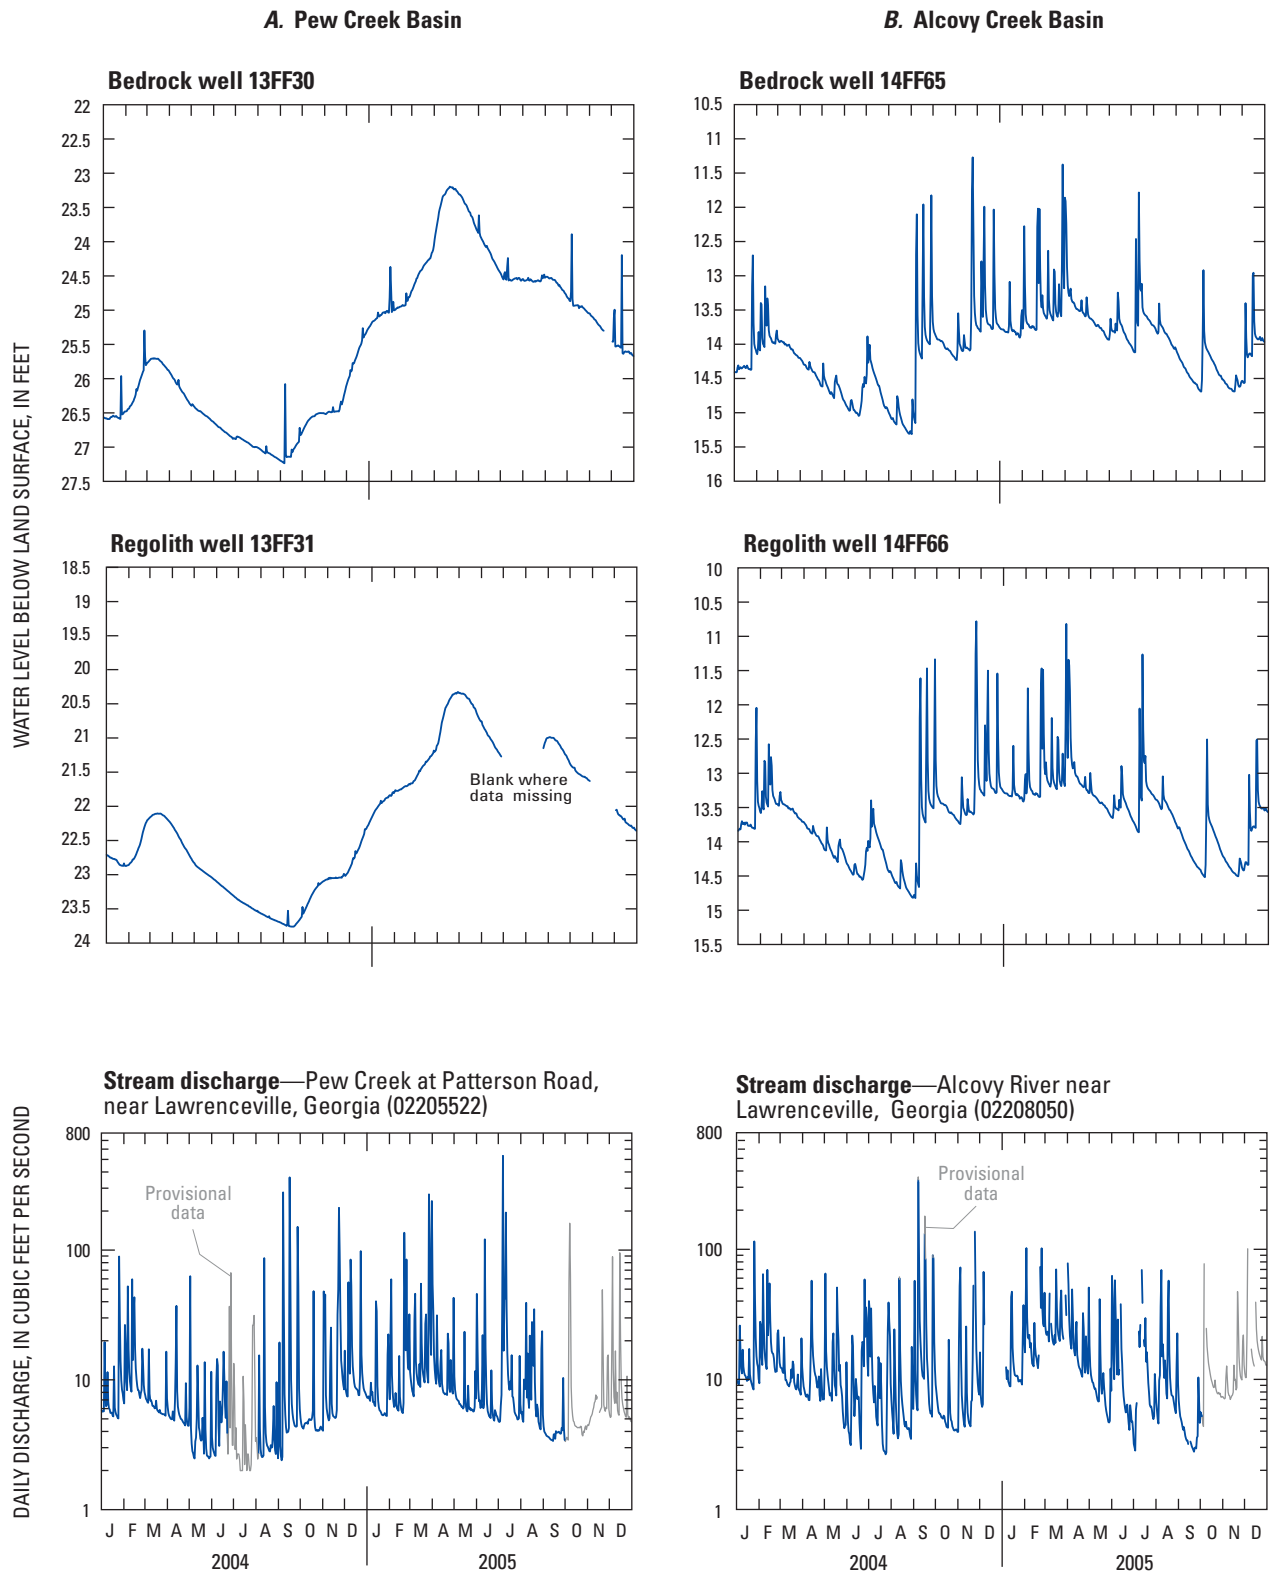 A. Pew Creek Basin
B. Alcovy Creek Basin
WATER LEVEL BELOW LAND SURFACE, IN FEET
Bedrock well 13FF30
22
22.5
23
23.5
24
24.5
25
25.5
26
26.5
27
27.5
Bedrock well 14FF65
10.5
11
11.5
12
12.5
13
13.5
14
14.5
15
15.5
16
Regolith well 13FF31
18.5
19
19.5
20
20.5
21
21.5
22
22.5
23
23.5
24
Blank where
data missing
Regolith well 14FF66
10
10.5
11
11.5
12
12.5
13
13.5
14
14.5
15
15.5
DAILY DISCHARGE, IN CUBIC FEET PER SECOND
Stream discharge—Pew Creek at Patterson Road,
near Lawrenceville, Georgia (02205522)
800
100
10
1
Provisional
data
J F M A M J J A S O N D J F M A M J J A S O N D
2004 2005
Stream discharge—Alcovy River near
Lawrenceville, Georgia (02208050)
800
100
10
1
Provisional
data
J F M A M J J A S O N D J F M A M J J A S O N D
2004 2005